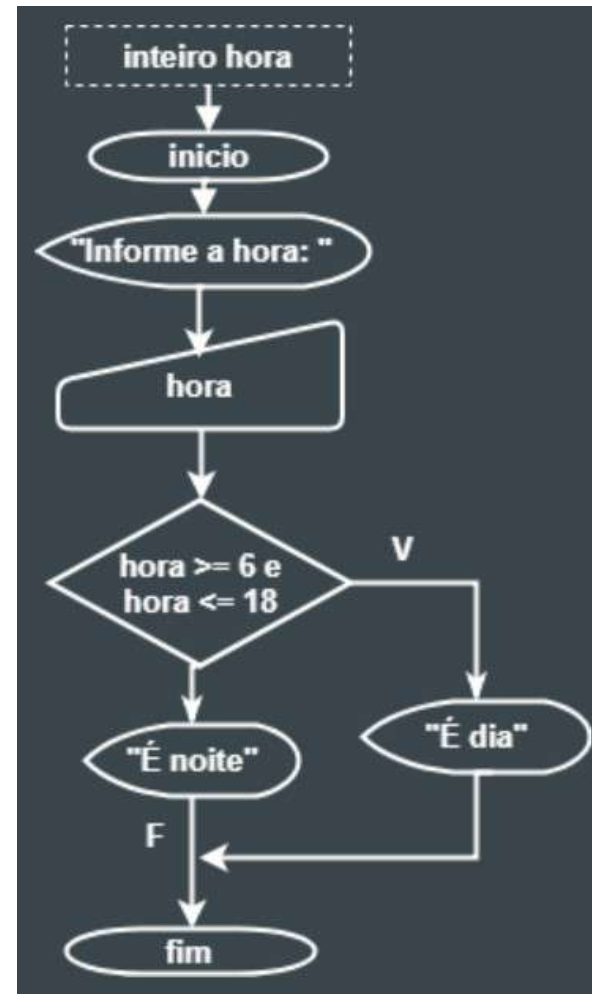 inteiro hora
inicio
"Informe a hora: "
hora
hora >= 6 e
hora <= 18
V
"É noite"
"É dia"
F
fim